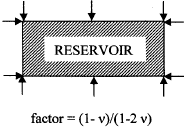 RESERVOIR
factor = (1- ν)/(1-2 ν)